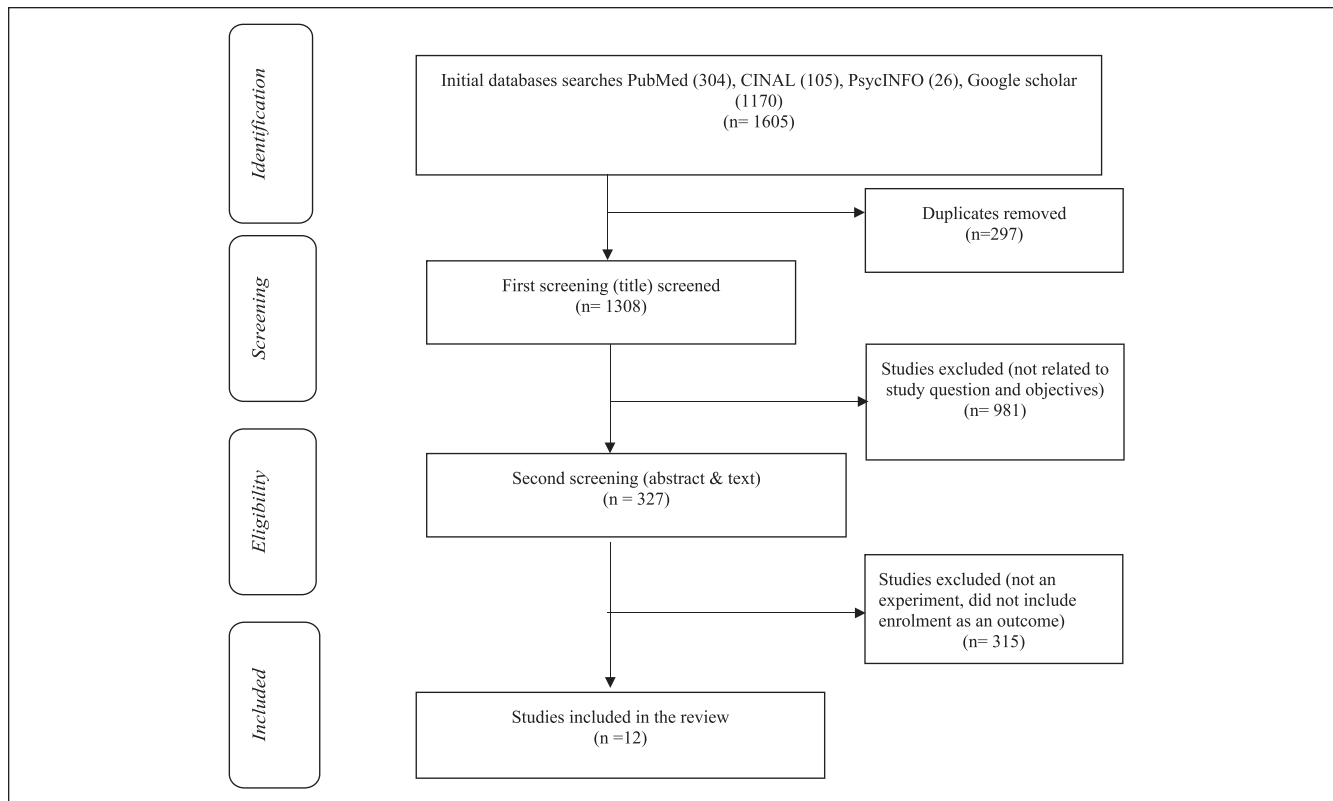 Identification
Initial databases searches PubMed (304), CINAL (105), PsycINFO (26), Google scholar
(1170)
(n= 1605)
Duplicates removed
(n=297)
Screening
First screening (title) screened
(n= 1308)
Studies excluded (not related to
study question and objectives)
(n= 981)
Eligibility
Second screening (abstract & text)
(n = 327)
Studies excluded (not an
experiment, did not include
enrolment as an outcome)
(n= 315)
Included
Studies included in the review
(n =12)